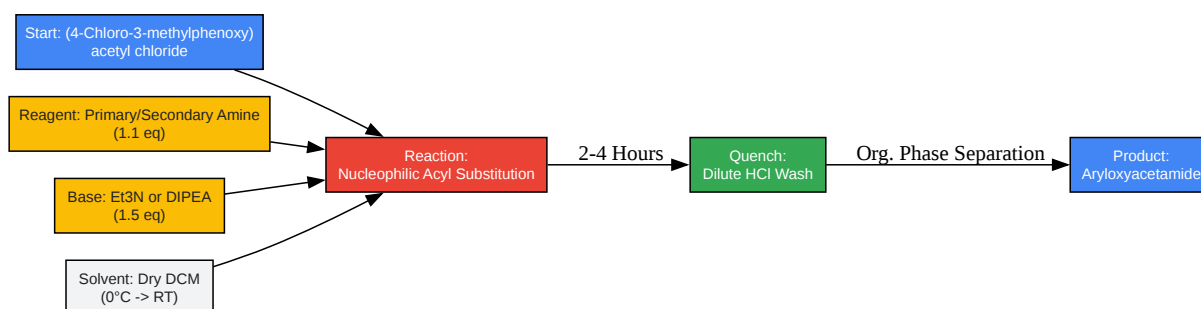 Start: (4-Chloro-3-methylphenoxy)
acetyl chloride
Reagent: Primary/Secondary Amine
(1.1 eq)
Base: Et3N or DIPEA
(1.5 eq)
Solvent: Dry DCM
(0°C -> RT)
Reaction:
Nucleophilic Acyl Substitution
2-4 Hours
Quench:
Dilute HCl Wash
Org. Phase Separation
Product:
Aryloxyacetamide